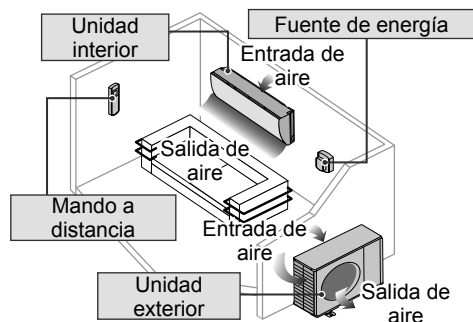 Unidad
interior
Fuente de energía
Entrada de
aire
Salida de
aire
Mando a
distancia
Entrada de
aire
Unidad
exterior
Salida de
aire